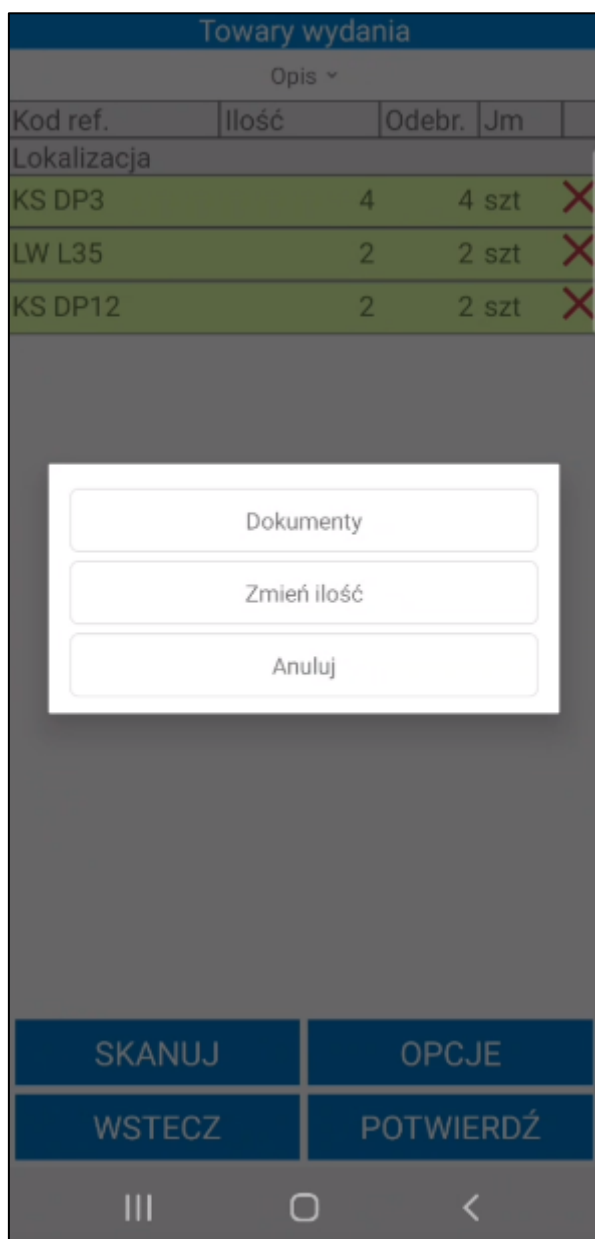 Towary wydania
Opis
Kod ref. Ilość Odebr. Jm
Lokalizacja
KS DP3 4 4 szt
LW L35 2 2 szt
KS DP12 2 2 szt
Dokumenty
Zmień ilość
Anuluj
SKANUJ OPCJE
WSTECZ POTWIERDŹ